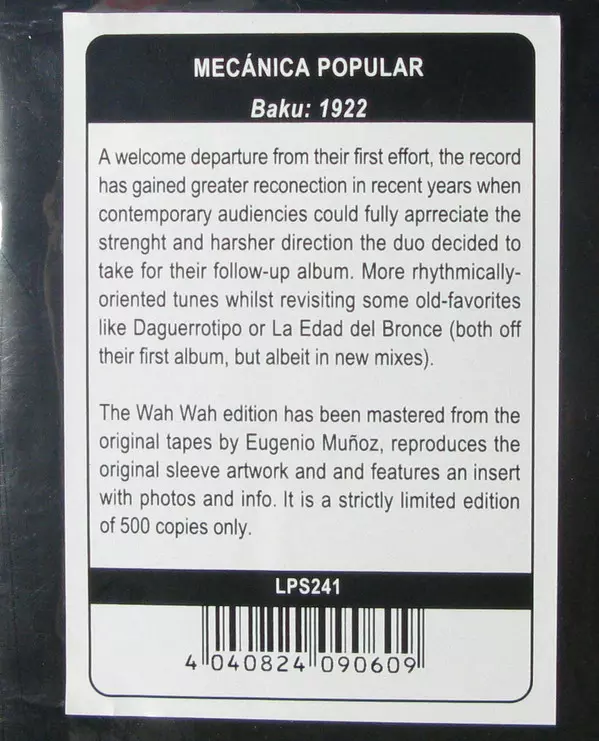 MECÁNICA POPULAR
Baku: 1922
A welcome departure from their first effort, the record
has gained greater reconection in recent years when
contemporary audiencies could fully aprreciate the
strenght and harsher direction the duo decided to
take for their follow-up album. More rhythmically-
oriented tunes whilst revisiting some old-favorites
like Daguerrotipo or La Edad del Bronce (both off
their first album, but albeit in new mixes).
The Wah Wah edition has been mastered from the
original tapes by Eugenio Muñoz, reproduces the
original sleeve artwork and and features an insert
with photos and info. It is a strictly limited edition
of 500 copies only.
LPS241
4 040824 090609